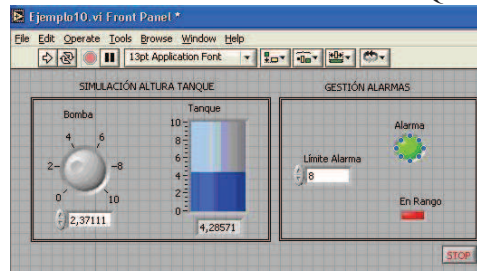 Ejemplo10.vi Front Panel *
File Edit Operate Tools Browse Window Help
13pt Application Font
SIMULACIÓN ALTURA TANQUE
GESTIÓN ALARMAS
Bomba
0 2 4 6 8 10
2,37111
Tanque
10
8
6
4
2
0
4,28571
Límite Alarma
8
Alarma
En Rango
STOP